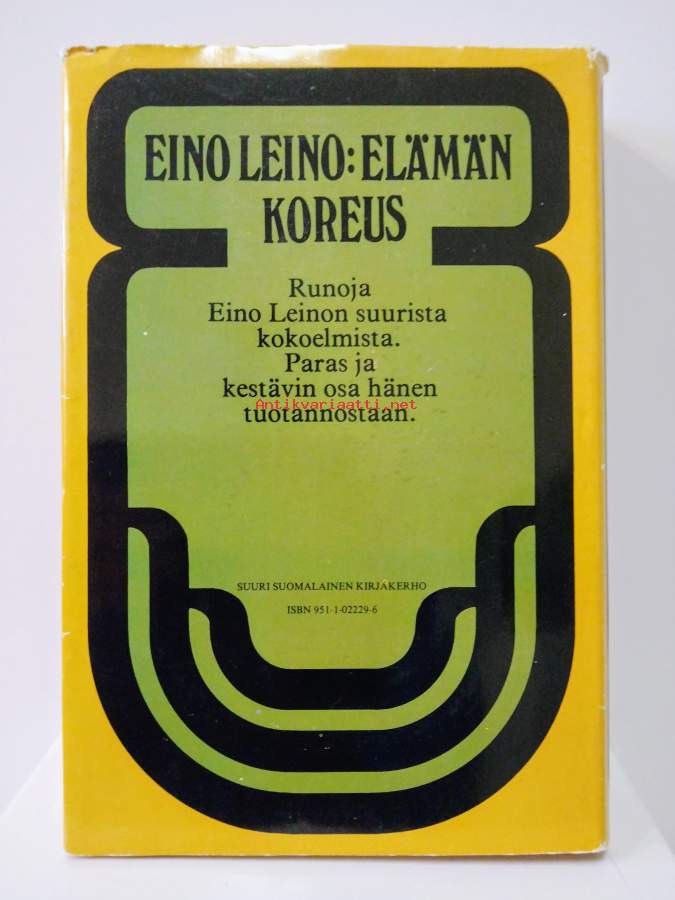 EINO LEINO: ELÄMÄN
KOREUS
Runoja
Eino Leinon suurista
kokoelmista.
Paras ja
kestävin osa hänen
Antikvariaatti.net
tuotannostaan.
SUURI SUOMALAINEN KIRJAKERHO
ISBN 951-1-02229-6